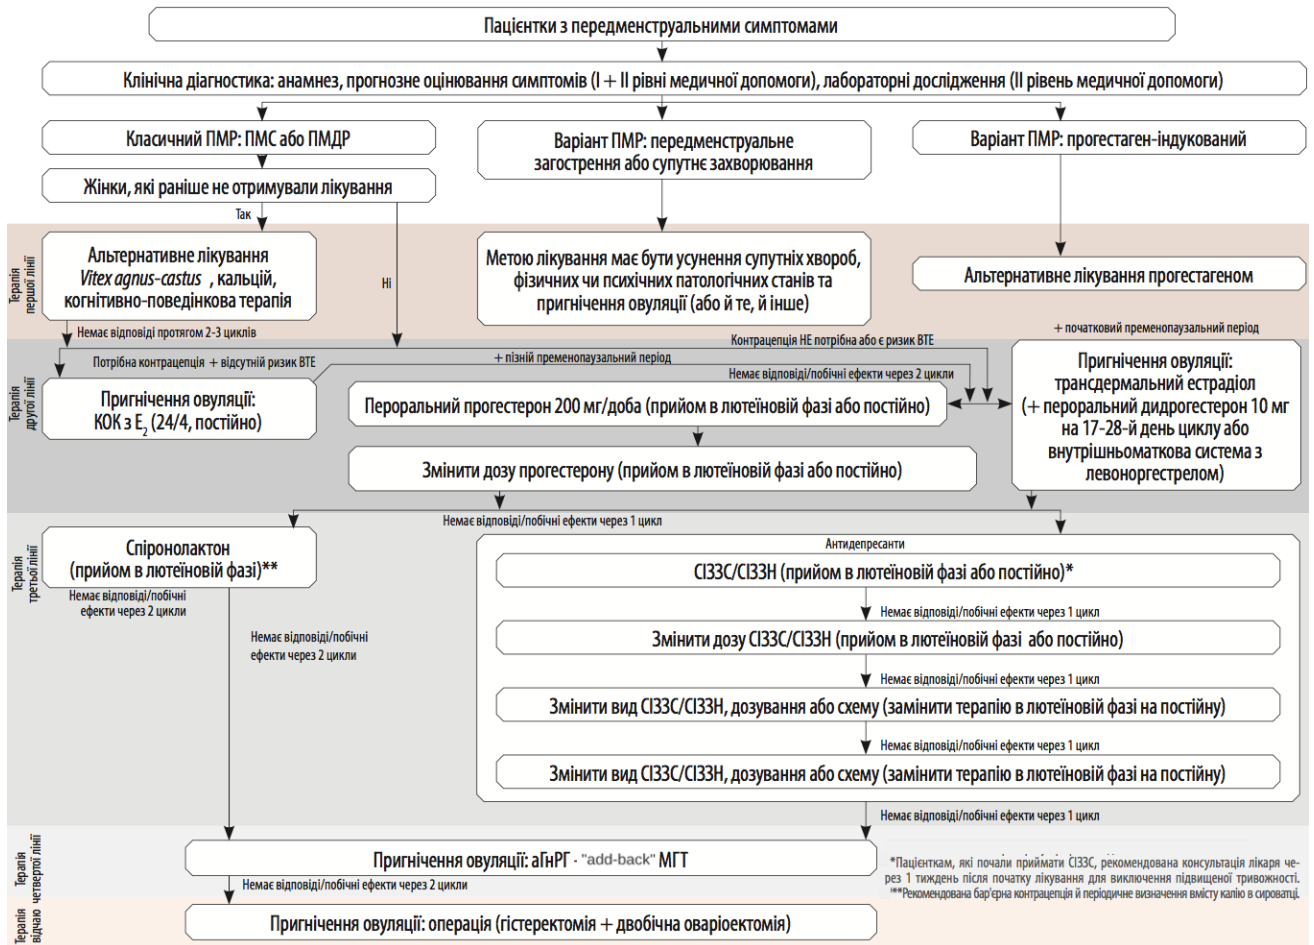 Пацієнтки з передменструальними симптомами
Клінічна діагностика: анамнез, прогнозне оцінювання симптомів (I + II рівні медичної допомоги), лабораторні дослідження (II рівень медичної допомоги)
Класичний ПМР: ПМС або ПМДР
Варіант ПМР: передменструальне
загострення або супутнє захворювання
Варіант ПМР: прогестаген-індукований
Жінки, які раніше не отримували лікування
Так
Ні
Терапія
першої лінії
Альтернативне лікування
Vitex agnus-castus , кальцій,
когнітивно-поведінкова терапія
Метою лікування має бути усунення супутніх хвороб,
фізичних чи психічних патологічних станів та
пригнічення овуляції (або й те, й інше)
Альтернативне лікування прогестагеном
Немає відповіді протягом 2-3 циклів
+ початковий пременопаузальний період
Контрацепція НЕ потрібна або є ризик ВТЕ
Терапія
другої лінії
Потрібна контрацепція + відсутній ризик ВТЕ
+ пізній пременопаузальний період
Немає відповіді/побічні ефекти через 2 цикли
Пригнічення овуляції:
КОК з Е2 (24/4, постійно)
Пероральний прогестерон 200 мг/доба (прийом в лютеїновій фазі або постійно)
Пригнічення овуляції:
трансдермальний естрадіол
(+ пероральний дидрогестерон 10 мг
на 17-28-й день циклу або
внутрішньоматкова система з
левоноргестрелом)
Змінити дозу прогестерону (прийом в лютеїновій фазі або постійно)
Немає відповіді/побічні ефекти через 1 цикл
Терапія
третьої лінії
Спіронолактон
(прийом в лютеїновій фазі)**
Немає відповіді/побічні
ефекти через 2 цикли
Немає відповіді/побічні
ефекти через 2 цикли
Антидепресанти
СІЗЗС/СІЗЗН (прийом в лютеїновій фазі або постійно)*
Немає відповіді/побічні ефекти через 1 цикл
Змінити дозу СІЗЗС/СІЗЗН (прийом в лютеїновій фазі або постійно)
Немає відповіді/побічні ефекти через 1 цикл
Змінити вид СІЗЗС/СІЗЗН, дозування або схему (замінити терапію в лютеїновій фазі на постійну)
Немає відповіді/побічні ефекти через 1 цикл
Змінити вид СІЗЗС/СІЗЗН, дозування або схему (замінити терапію в лютеїновій фазі на постійну)
Немає відповіді/побічні ефекти через 1 цикл
Терапія
четвертої лінії
Пригнічення овуляції: аГнРГ - "add-back" МГТ
Немає відповіді/побічні ефекти через 2 цикли
*Пацієнткам, які почали приймати СІЗЗС, рекомендована консультація лікаря че-
рез 1 тиждень після початку лікування для виключення підвищеної тривожності.
**Рекомендована бар'єрна контрацепція й періодичне визначення вмісту калію в сироватці.
Терапія
відчаю
Пригнічення овуляції: операція (гістеректомія + двобічна оваріоектомія)